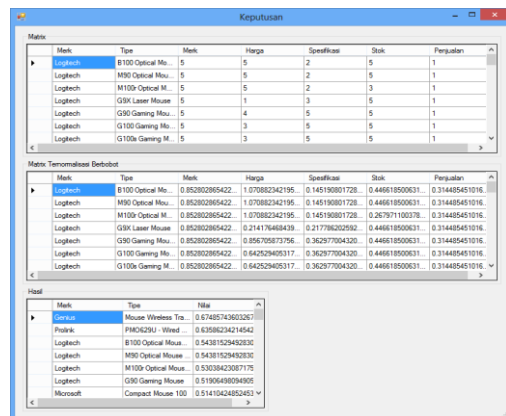 Keputusan
Matrix
Merk Tipe Merk Harga Spesifikasi Stok Penjualan
Logitech B100 Optical Mo... 5 5 2 5 1
Logitech M90 Optical Mou... 5 5 2 5 1
Logitech M100r Optical M... 5 5 2 3 1
Logitech G9X Laser Mouse 5 1 3 5 1
Logitech G90 Gaming Mou... 5 4 5 5 1
Logitech G100 Gaming Mo... 5 3 5 5 1
Logitech G100s Gaming M... 5 3 5 5 1
Matrix Ternormalisasi Berbobot
Merk Tipe Merk Harga Spesifikasi Stok Penjualan
Logitech B100 Optical Mo... 0.852802865422... 1.070882342195... 0.145190801728... 0.446618500631... 0.314485451016...
Logitech M90 Optical Mou... 0.852802865422... 1.070882342195... 0.145190801728... 0.446618500631... 0.314485451016...
Logitech M100r Optical M... 0.852802865422... 1.070882342195... 0.145190801728... 0.267971100378... 0.314485451016...
Logitech G9X Laser Mouse 0.852802865422... 0.214176468439... 0.217786202592... 0.446618500631... 0.314485451016...
Logitech G90 Gaming Mou... 0.852802865422... 0.856705873756... 0.362977004320... 0.446618500631... 0.314485451016...
Logitech G100 Gaming Mo... 0.852802865422... 0.642529405317... 0.362977004320... 0.446618500631... 0.314485451016...
Logitech G100s Gaming M... 0.852802865422... 0.642529405317... 0.362977004320... 0.446618500631... 0.314485451016...
Hasil
Merk Tipe Nilai
Genius Mouse Wireless Tra... 0.67485743603267
Prolink PMO629U - Wired ... 0.63586234214542
Logitech B100 Optical Mous... 0.54381529492830
Logitech M90 Optical Mouse ... 0.54381529492830
Logitech M100r Optical Mous... 0.53038423087175
Logitech G90 Gaming Mouse 0.51906498094905
Microsoft Compact Mouse 100 0.51410424852453